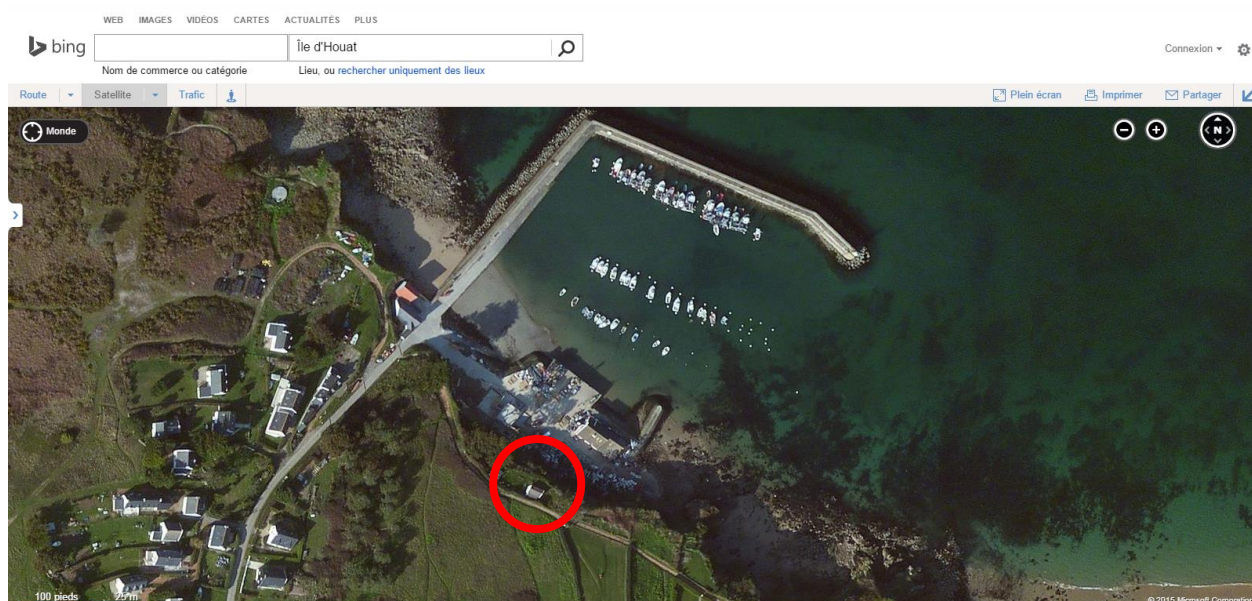 WEB IMAGES VIDÉOS CARTES ACTUALITÉS PLUS
bing
Île d'Houat
Connexion
Nom de commerce ou catégorie
Lieu, ou rechercher uniquement des lieux
Route Satellite Trafic
Plein écran Imprimer Partager
Monde
N
100 pieds 25 m
© 2015 Microsoft Corporation